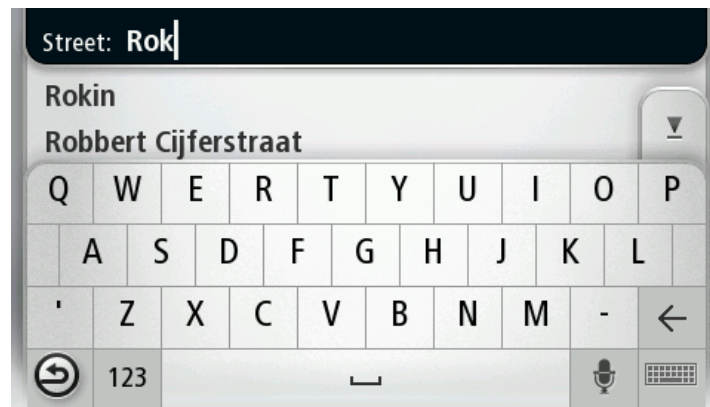 Street: Rok
Rokin
Robbert Cijferstraat
Q W E R T Y U I O P
A S D F G H J K L
' Z X C V B N M -
123